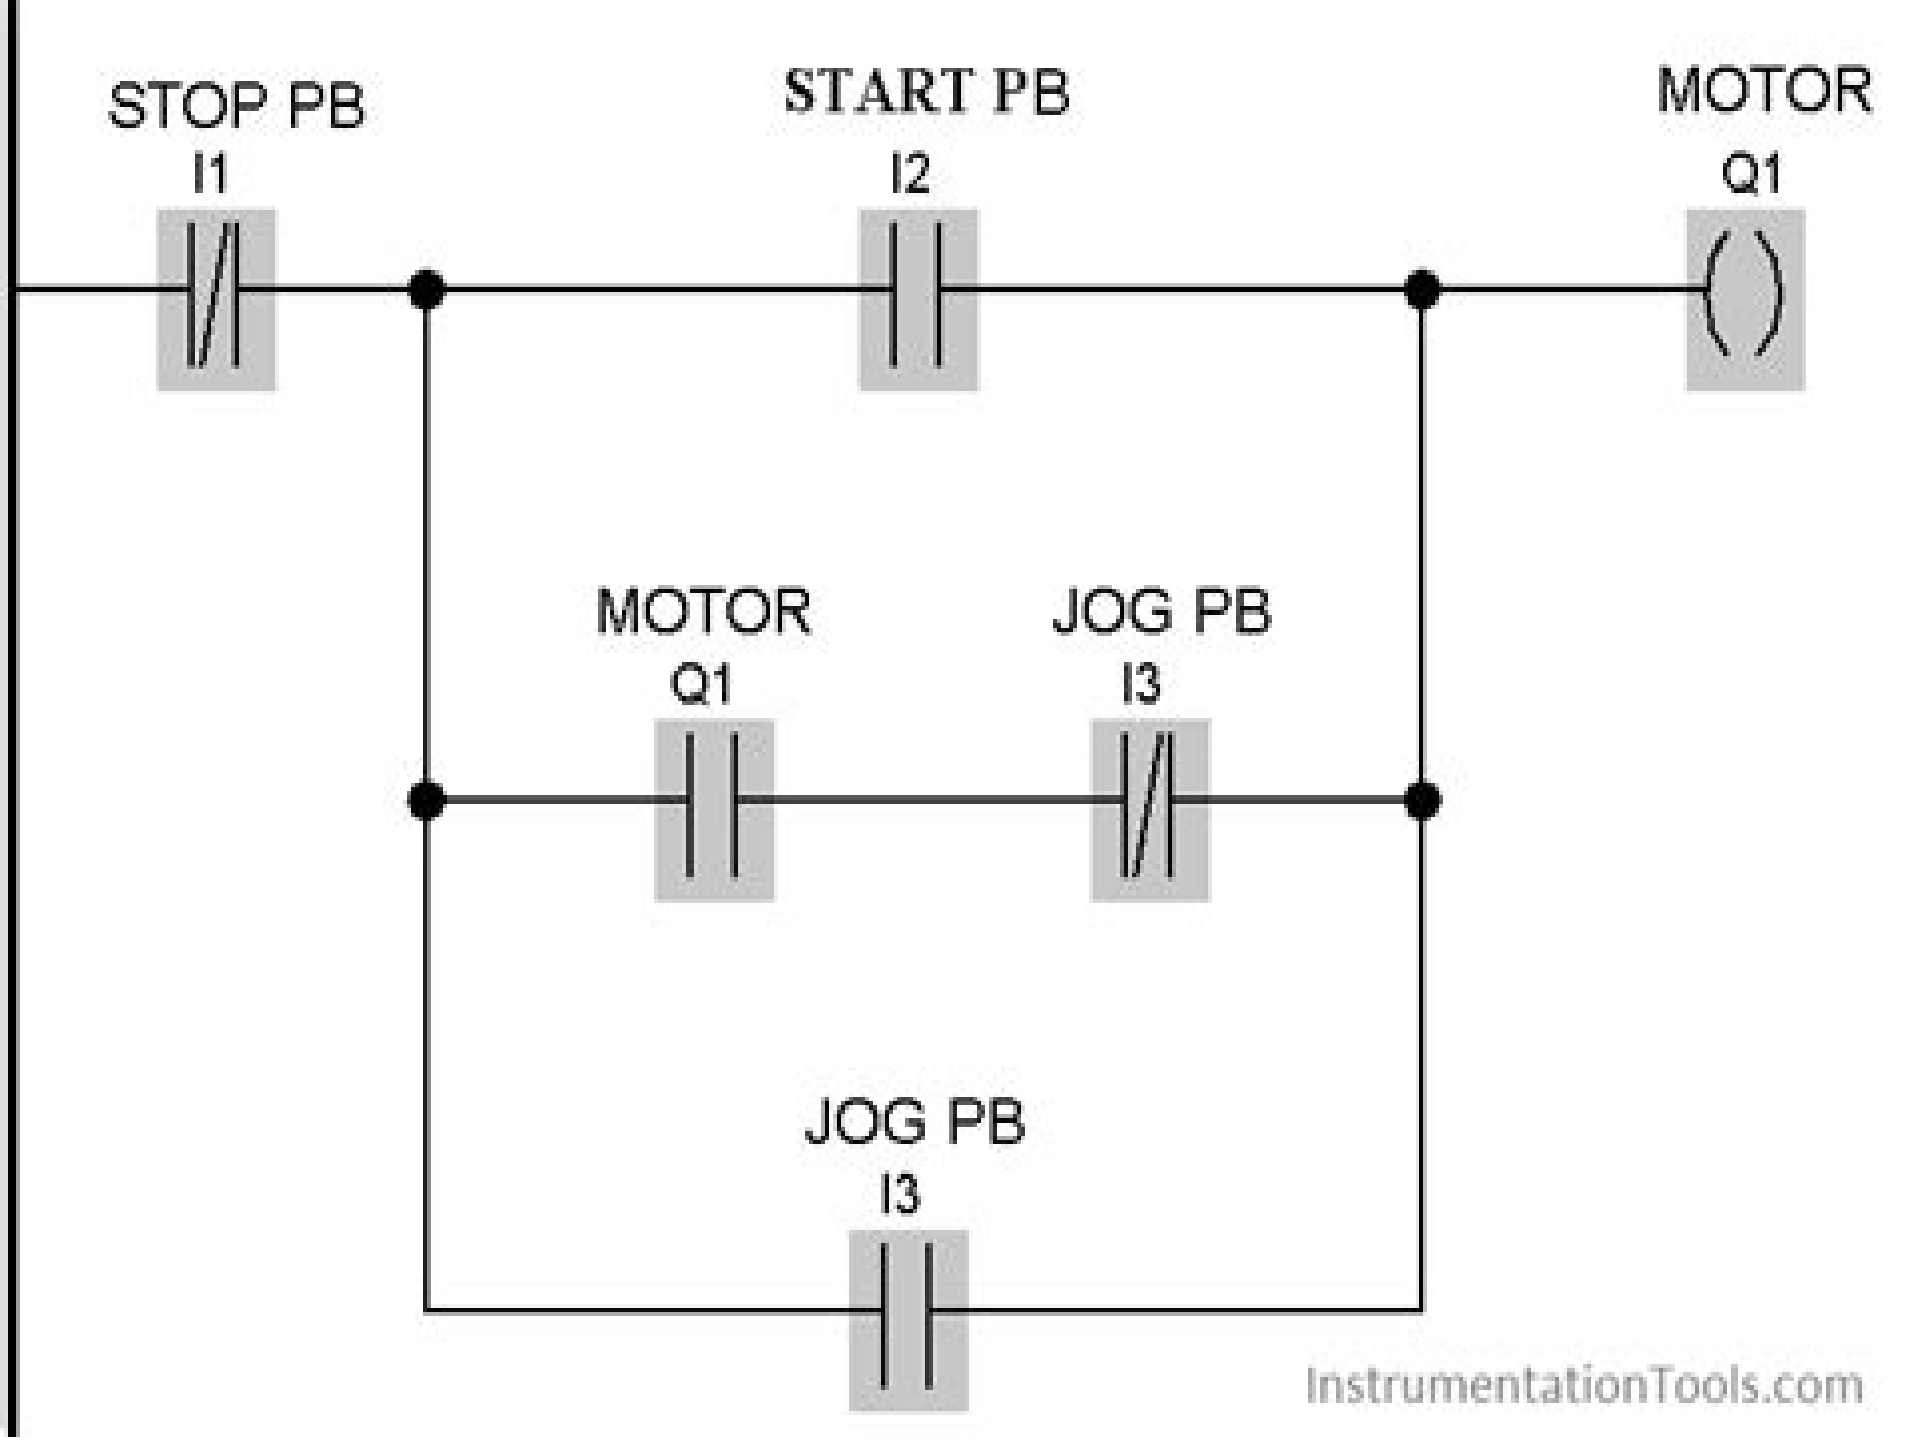 STOP PB
I1
START PB
I2
MOTOR
Q1
MOTOR
Q1
JOG PB
I3
JOG PB
I3
InstrumentationTools.com